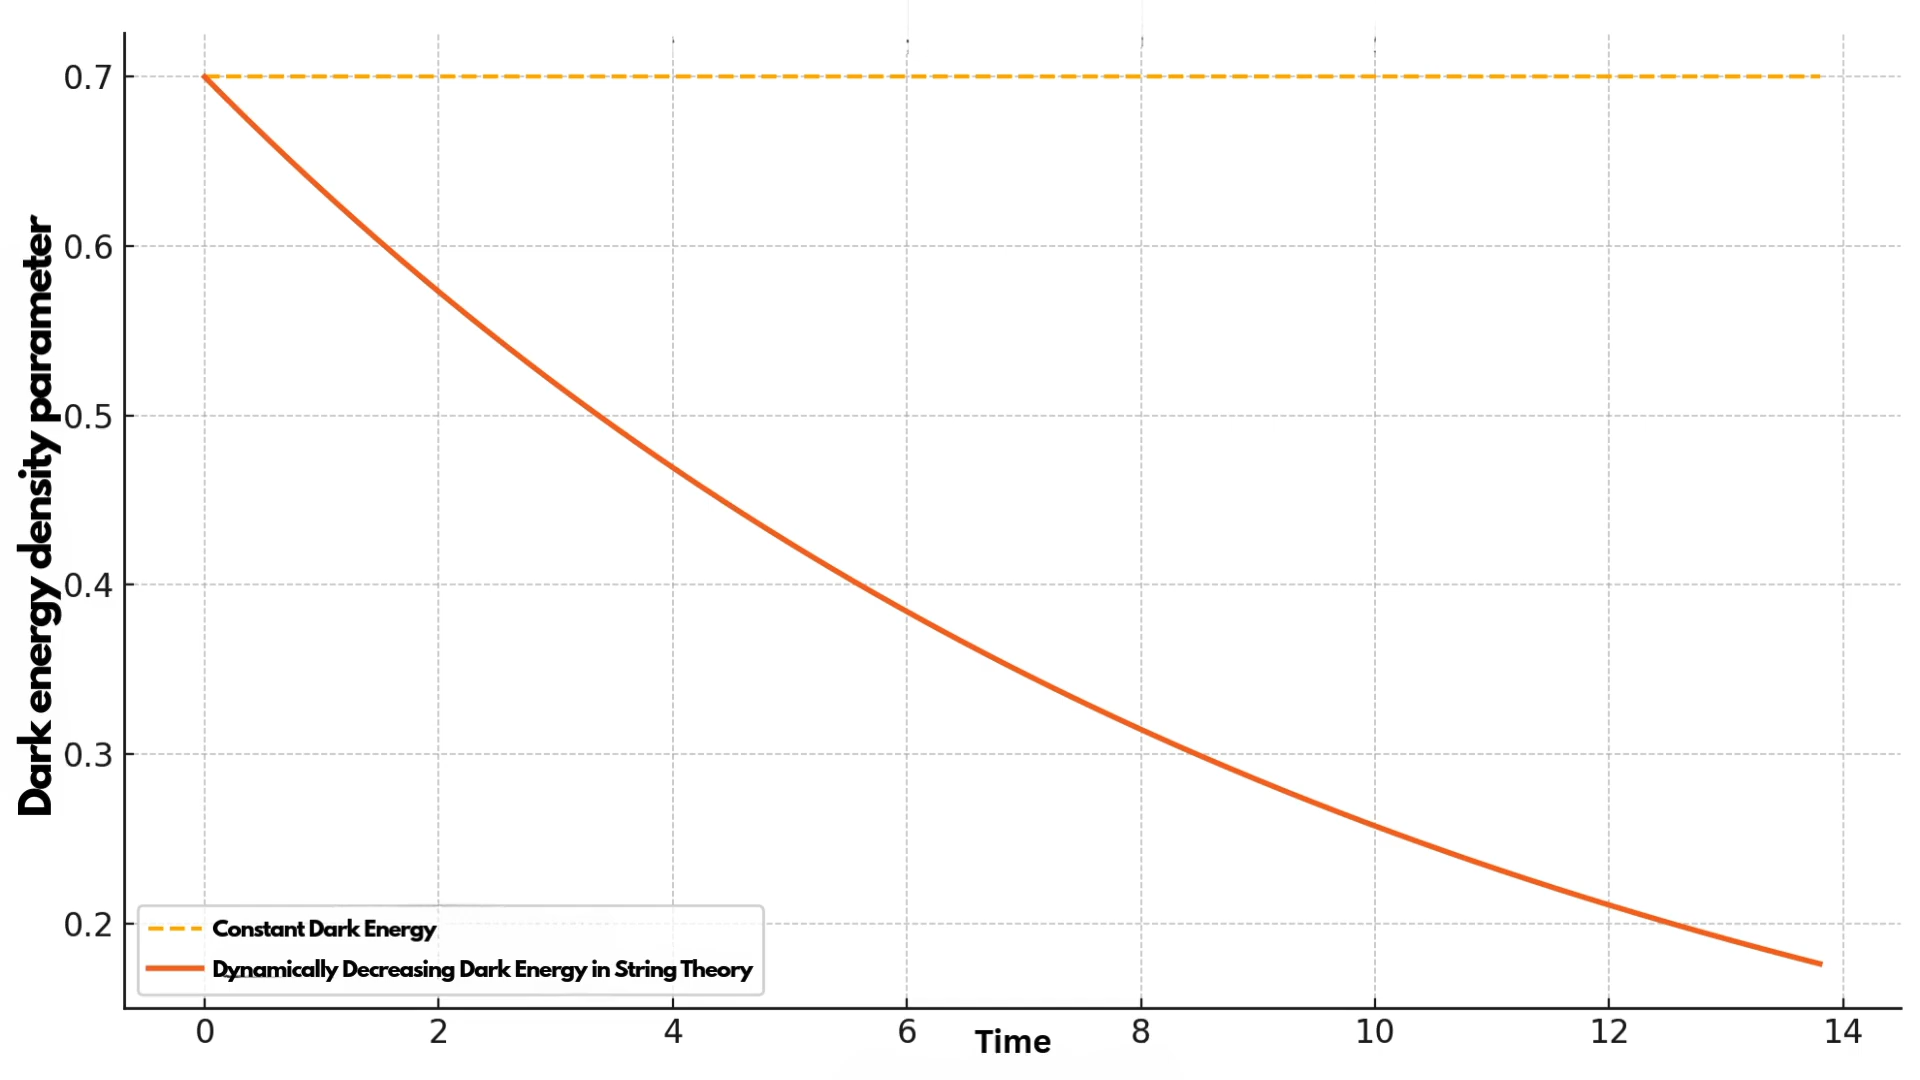 Dark energy density parameter
0.7
0.6
0.5
0.4
0.3
0.2
Constant Dark Energy
Dynamically Decreasing Dark Energy in String Theory
0 2 4 6 8 10 12 14
Time